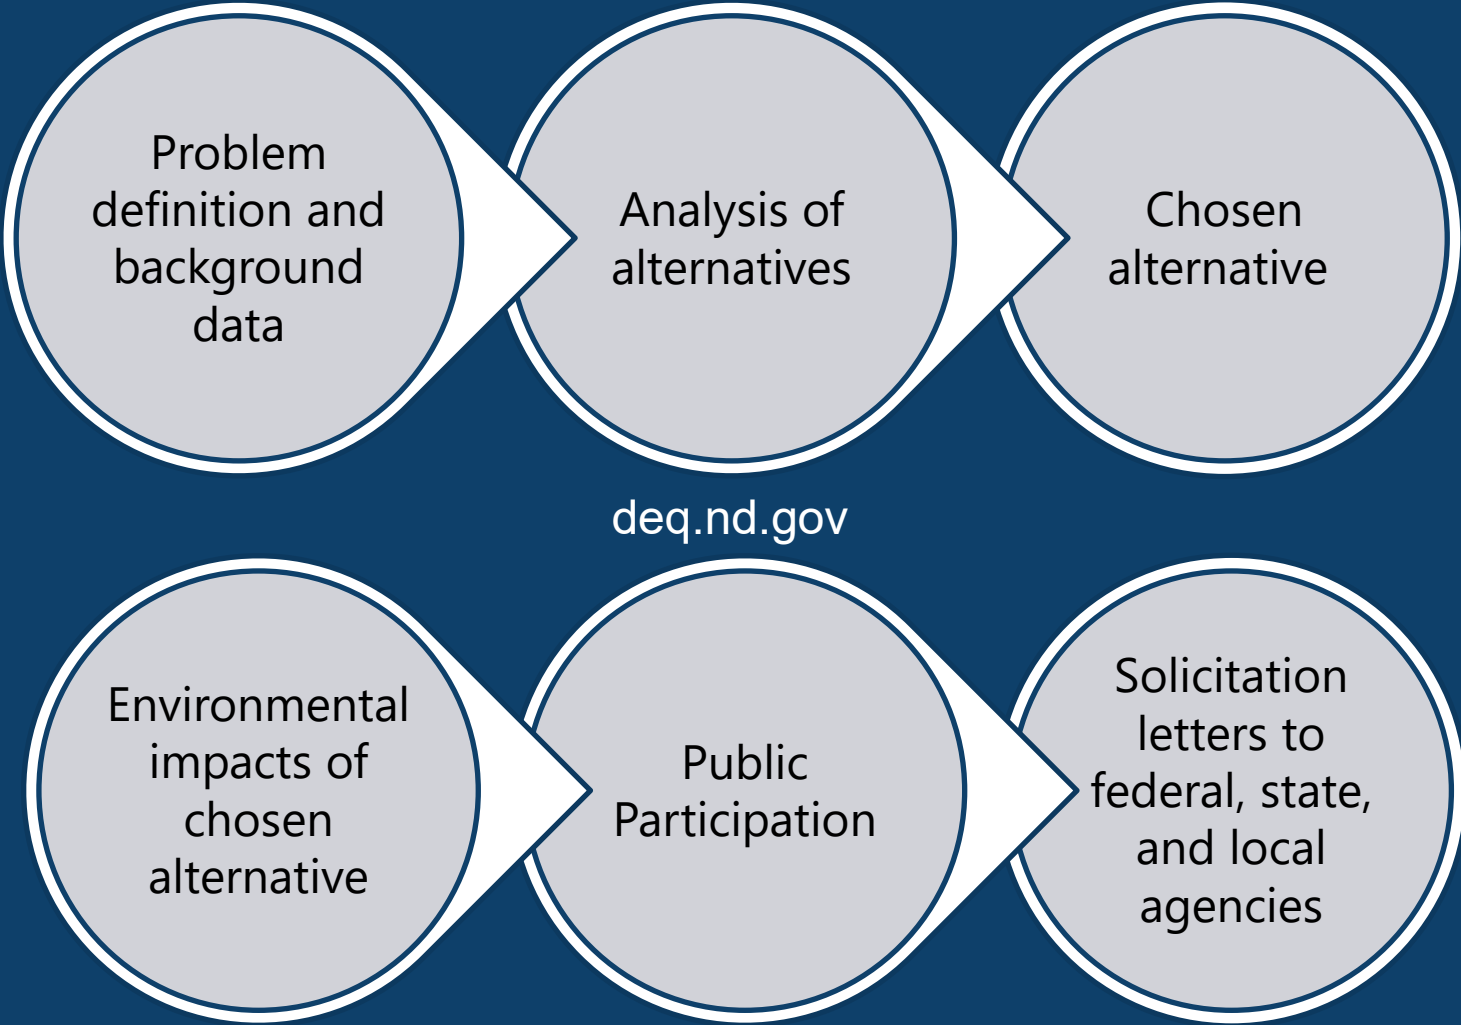 Problem
definition and
background
data
Analysis of
alternatives
Chosen
alternative
deq.nd.gov
Environmental
impacts of
chosen
alternative
Public
Participation
Solicitation
letters to
federal, state,
and local
agencies